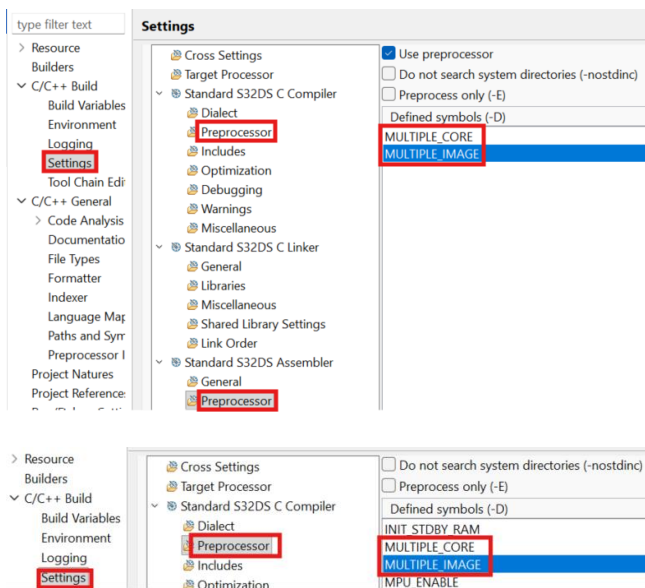 type filter text
Settings
Resource
Builders
C/C++ Build
Build Variables
Environment
Logging
Settings
Tool Chain Edi
C/C++ General
Code Analysis
Documentatio
File Types
Formatter
Indexer
Language Map
Paths and Sym
Preprocessor I
Project Natures
Project References
Cross Settings
Target Processor
Standard S32DS C Compiler
Dialect
Preprocessor
Includes
Optimization
Debugging
Warnings
Miscellaneous
Standard S32DS C Linker
General
Libraries
Miscellaneous
Shared Library Settings
Link Order
Standard S32DS Assembler
General
Preprocessor
Use preprocessor
Do not search system directories (-nostdinc)
Preprocess only (-E)
Defined symbols (-D)
MULTIPLE_CORE
MULTIPLE_IMAGE
Resource
Builders
C/C++ Build
Build Variables
Environment
Logging
Settings
Cross Settings
Target Processor
Standard S32DS C Compiler
Dialect
Preprocessor
Includes
Optimization
Do not search system directories (-nostdinc)
Preprocess only (-E)
Defined symbols (-D)
INIT_STDBY_RAM
MULTIPLE_CORE
MULTIPLE_IMAGE
MPU_ENABLE